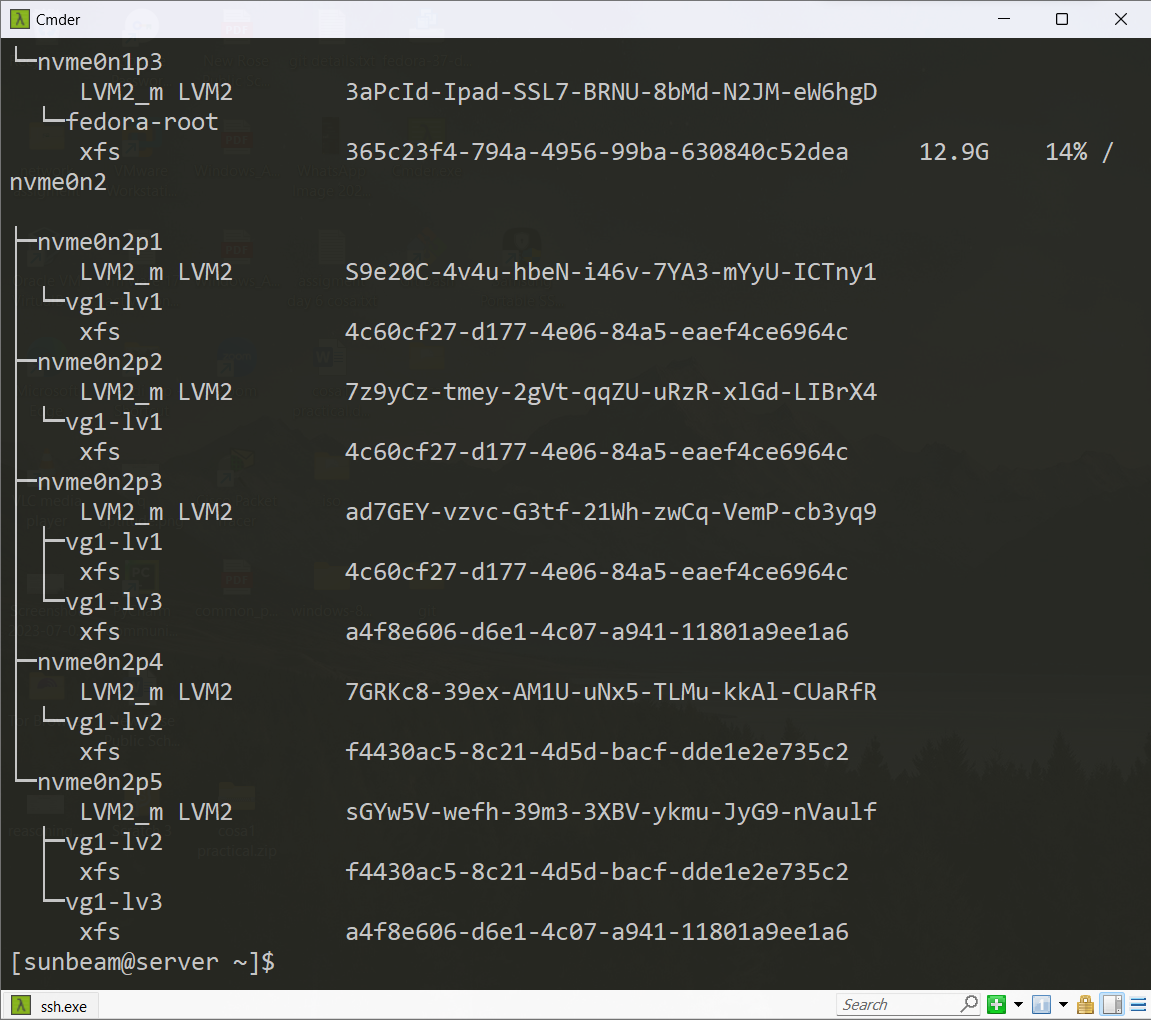 Cmder
└─nvme0n1p3
     LVM2_m LVM2        3aPcId-Ipad-SSL7-BRNU-8bMd-N2JM-eW6hgD
  └─fedora-root
     xfs                365c23f4-794a-4956-99ba-630840c52dea     12.9G    14% /
nvme0n2
├─nvme0n2p1
│    LVM2_m LVM2        S9e20C-4v4u-hbeN-i46v-7YA3-mYyU-ICTny1
│ └─vg1-lv1
│    xfs                4c60cf27-d177-4e06-84a5-eaef4ce6964c
├─nvme0n2p2
│    LVM2_m LVM2        7z9yCz-tmey-2gVt-qqZU-uRzR-xlGd-LIBrX4
│ └─vg1-lv1
│    xfs                4c60cf27-d177-4e06-84a5-eaef4ce6964c
├─nvme0n2p3
│    LVM2_m LVM2        ad7GEY-vzvc-G3tf-21Wh-zwCq-VemP-cb3yq9
│ ├─vg1-lv1
│ │  xfs                4c60cf27-d177-4e06-84a5-eaef4ce6964c
│ └─vg1-lv3
│    xfs                a4f8e606-d6e1-4c07-a941-11801a9ee1a6
├─nvme0n2p4
│    LVM2_m LVM2        7GRKc8-39ex-AM1U-uNx5-TLMu-kkAl-CUaRfR
│ └─vg1-lv2
│    xfs                f4430ac5-8c21-4d5d-bacf-dde1e2e735c2
└─nvme0n2p5
     LVM2_m LVM2        sGYw5V-wefh-39m3-3XBV-ykmu-JyG9-nVaulf
  ├─vg1-lv2
  │  xfs                f4430ac5-8c21-4d5d-bacf-dde1e2e735c2
  └─vg1-lv3
     xfs                a4f8e606-d6e1-4c07-a941-11801a9ee1a6
[sunbeam@server ~]$
ssh.exe Search